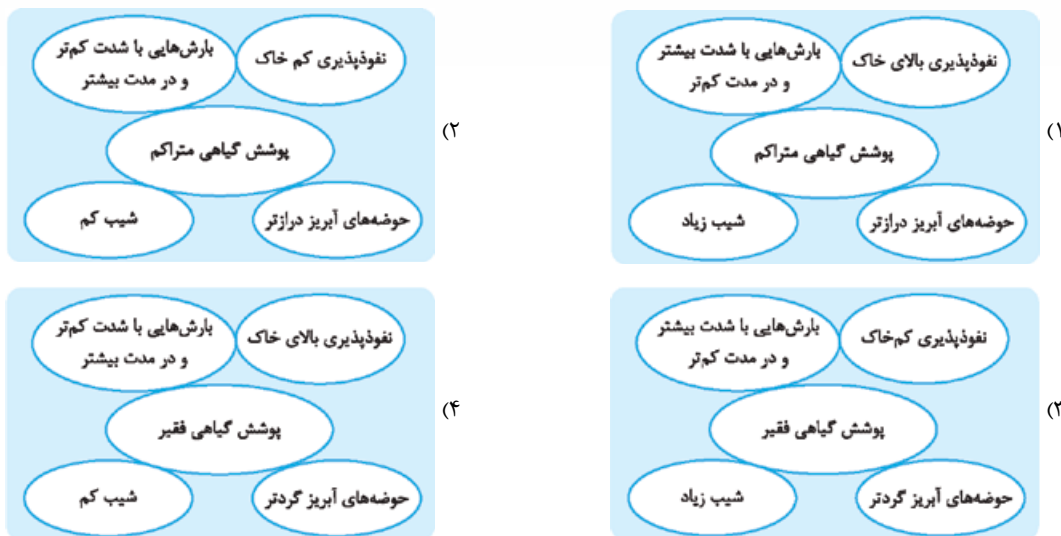 ۱)
نفوذپذیری بالای خاک
بارش‌هایی با شدت بیشتر
و در مدت کم‌تر
پوشش گیاهی متراکم
حوضه‌های آبریز درازتر
شیب زیاد
۲)
نفوذپذیری کم خاک
بارش‌هایی با شدت کم‌تر
و در مدت بیشتر
پوشش گیاهی متراکم
حوضه‌های آبریز درازتر
شیب کم
۳)
نفوذپذیری کم خاک
بارش‌هایی با شدت بیشتر
و در مدت کم‌تر
پوشش گیاهی فقیر
حوضه‌های آبریز گردتر
شیب زیاد
۴)
نفوذپذیری بالای خاک
بارش‌هایی با شدت کم‌تر
و در مدت بیشتر
پوشش گیاهی فقیر
حوضه‌های آبریز گردتر
شیب کم